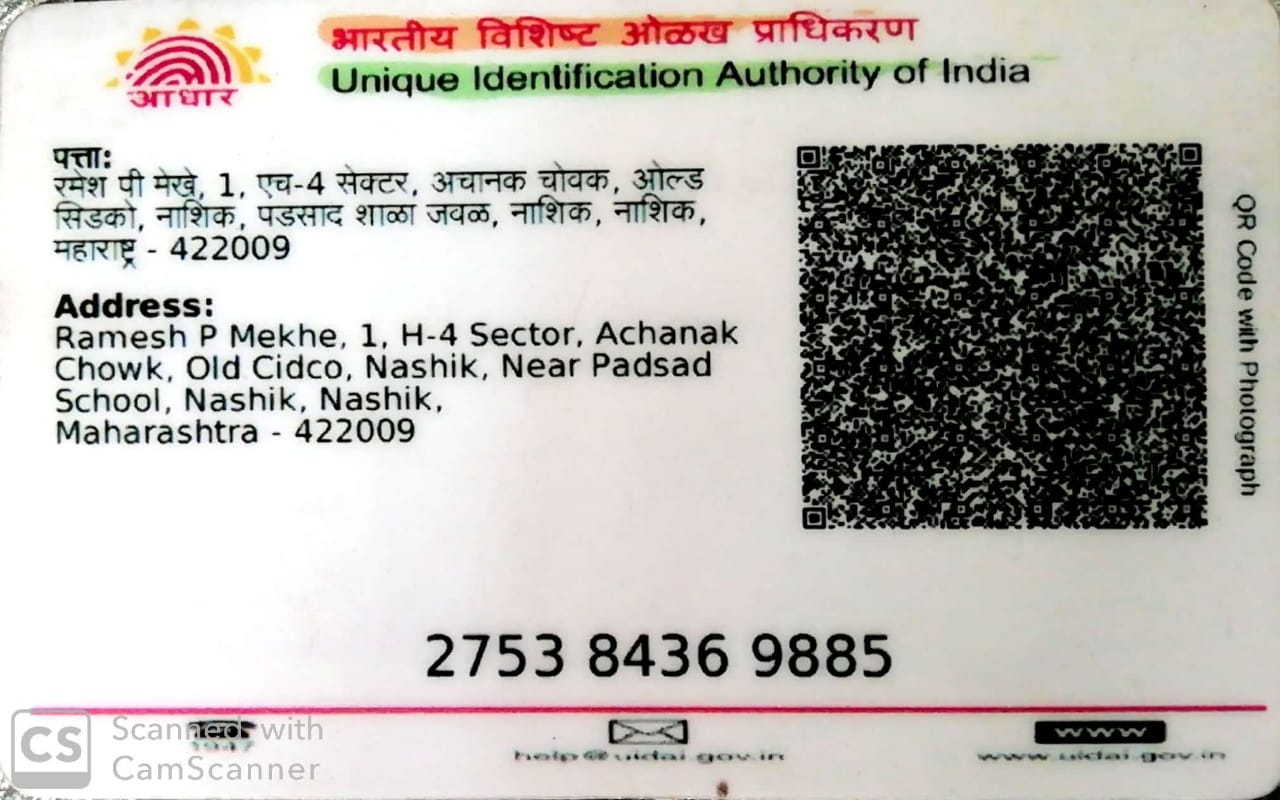 भारतीय विशिष्ट ओळख प्राधिकरण
Unique Identification Authority of India
आधार
पत्ता:
रमेश पी मेखे, 1, एच-4 सेक्टर, अचानक चोवक, ओल्ड
सिडको, नाशिक, पडसाद शाळा जवळ, नाशिक, नाशिक,
महाराष्ट्र - 422009
Address:
Ramesh P Mekhe, 1, H-4 Sector, Achanak
Chowk, Old Cidco, Nashik, Near Padsad
School, Nashik, Nashik,
Maharashtra - 422009
QR Code with Photograph
2753 8436 9885
1947
help@uidai.gov.in
www
www.uidai.gov.in
CS
Scanned with
CamScanner